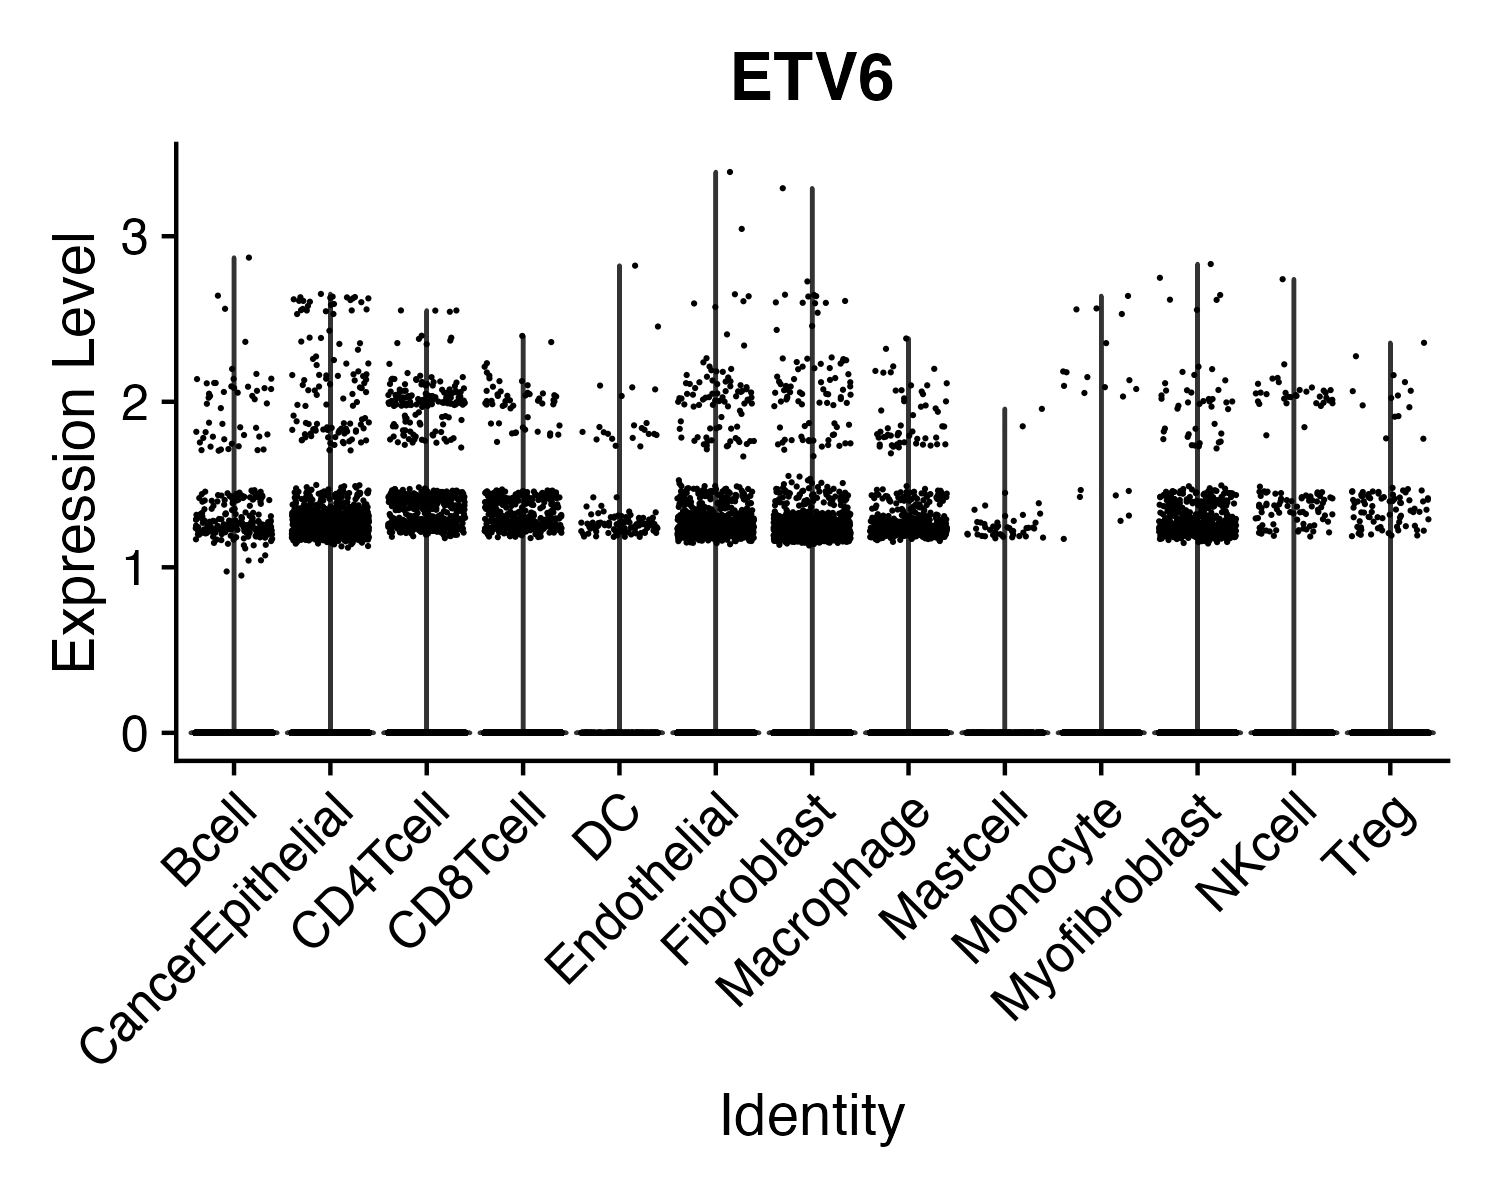 ETV6
Expression Level
3
2
1
0
Bcell
CancerEpithelial
CD4Tcell
CD8Tcell
DC
Endothelial
Fibroblast
Macrophage
Mastcell
Monocyte
Myofibroblast
NKcell
Treg
Identity